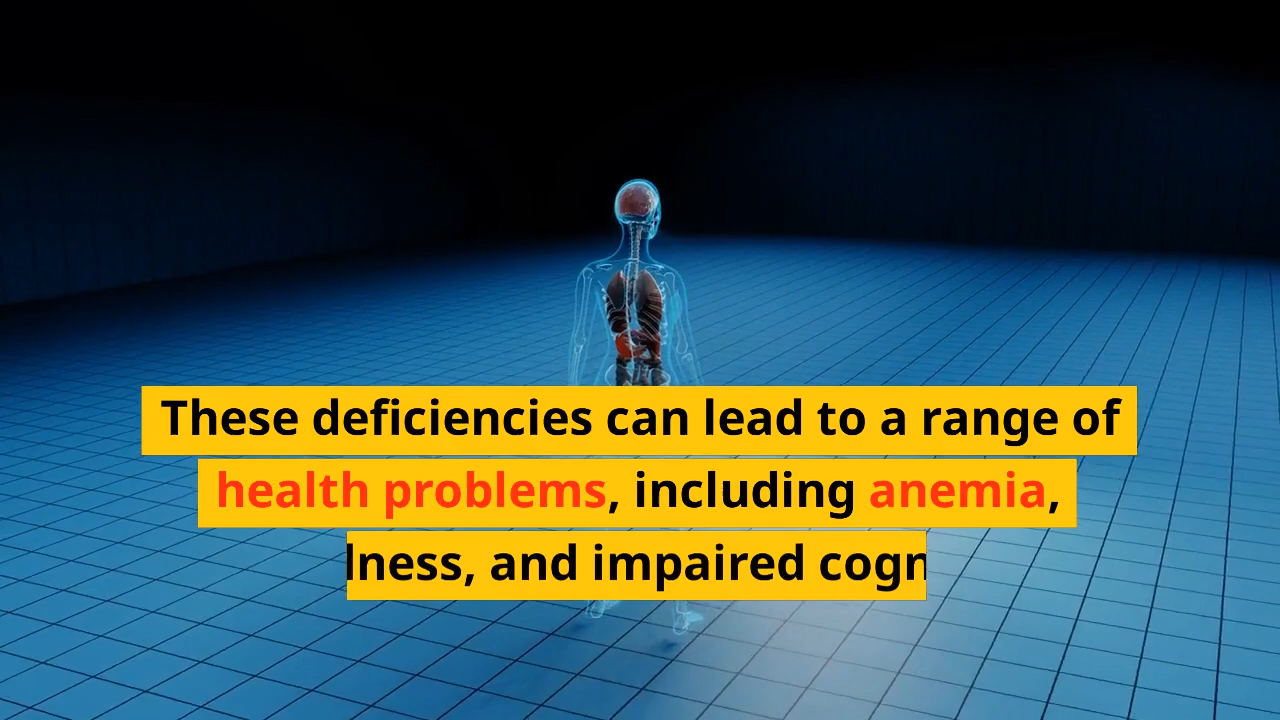 These deficiencies can lead to a range of
health problems, including anemia,
lness, and impaired cogn